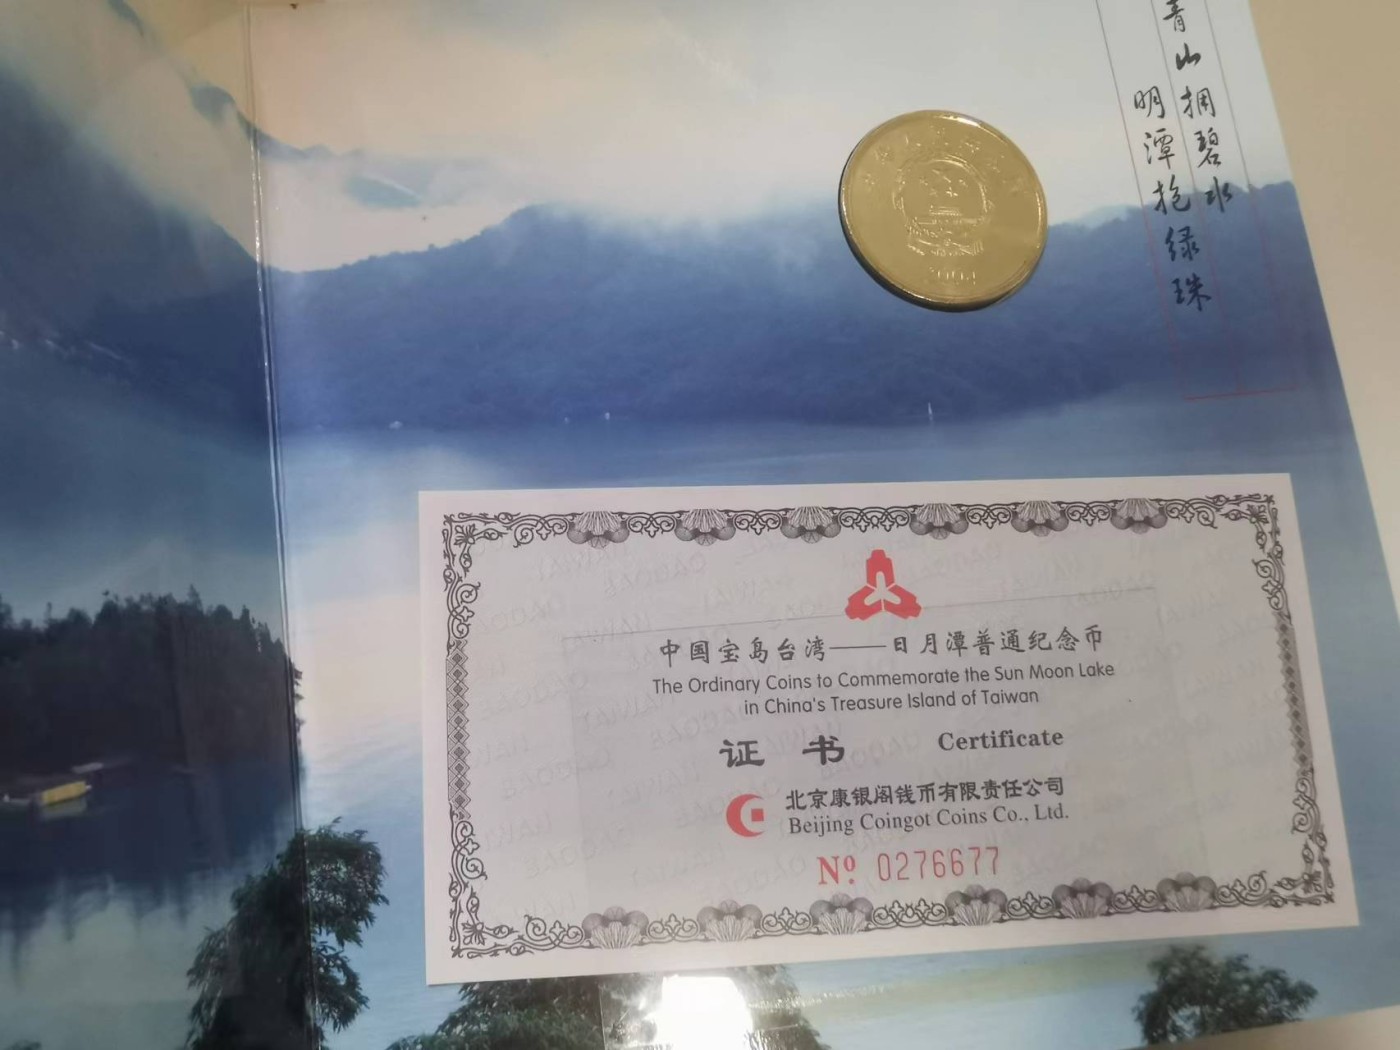 青山拥碧水
明潭抱绿珠
2004
中国宝岛台湾——日月潭普通纪念币
The Ordinary Coins to Commemorate the Sun Moon Lake
in China's Treasure Island of Taiwan
证书 Certificate
北京康银阁钱币有限责任公司
Beijing Coingot Coins Co., Ltd.
Nº 0276677